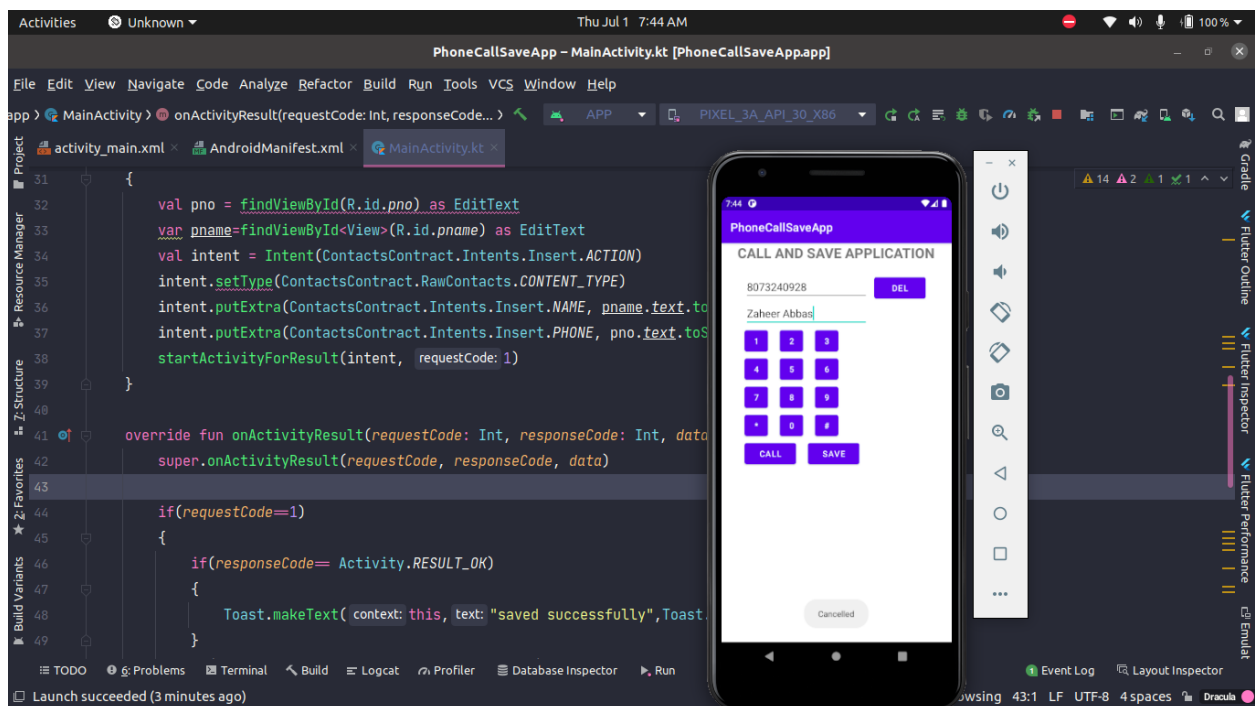 Activities Unknown Thu Jul 1 7:44 AM 100 %
PhoneCallSaveApp – MainActivity.kt [PhoneCallSaveApp.app]
File Edit View Navigate Code Analyze Refactor Build Run Tools VCS Window Help
app MainActivity onActivityResult(requestCode: Int, responseCode... APP PIXEL_3A_API_30_X86
activity_main.xml AndroidManifest.xml MainActivity.kt
14 2 1 1
31 {
32 val pno = findViewById(R.id.pno) as EditText
33 var pname=findViewById<View>(R.id.pname) as EditText
34 val intent = Intent(ContactsContract.Intents.Insert.ACTION)
35 intent.setType(ContactsContract.RawContacts.CONTENT_TYPE)
36 intent.putExtra(ContactsContract.Intents.Insert.NAME, pname.text.to
37 intent.putExtra(ContactsContract.Intents.Insert.PHONE, pno.text.toS
38 startActivityForResult(intent, requestCode: 1)
39 }
40
41 override fun onActivityResult(requestCode: Int, responseCode: Int, data
42 super.onActivityResult(requestCode, responseCode, data)
43
44 if(requestCode==1)
45 {
46 if(responseCode== Activity.RESULT_OK)
47 {
48 Toast.makeText( context: this, text: "saved successfully",Toast.
49 }
Project
Resource Manager
Z: Structure
2: Favorites
Build Variants
7:44
PhoneCallSaveApp
CALL AND SAVE APPLICATION
8073240928 DEL
Zaheer Abbas
1 2 3
4 5 6
7 8 9
* 0 #
CALL SAVE
Cancelled
Gradle
Flutter Outline
Flutter Inspector
Flutter Performance
Emulat
TODO 6: Problems Terminal Build Logcat Profiler Database Inspector Run 1 Event Log Layout Inspector
Launch succeeded (3 minutes ago) owsing 43:1 LF UTF-8 4 spaces Dracula